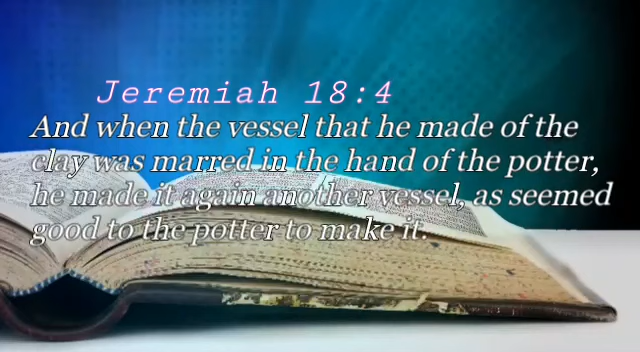 Jeremiah 18:4
And when the vessel that he made of the
clay was marred in the hand of the potter,
he made it again another vessel, as seemed
good to the potter to make it.